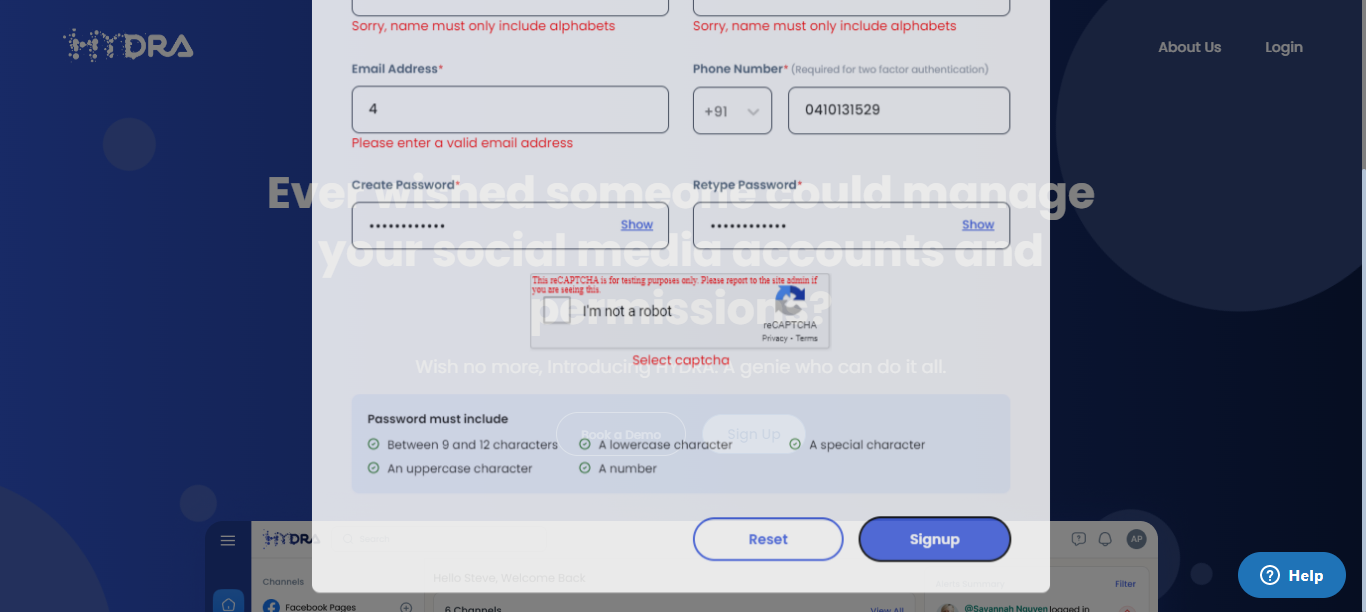 HYDRA
About Us
Login
Sorry, name must only include alphabets
Sorry, name must only include alphabets
Email Address*
Phone Number* (Required for two factor authentication)
4
+91
0410131529
Please enter a valid email address
Ever wished someone could manage
your social media accounts and
permissions?
Create Password*
Retype Password*
•••••••••••• Show
•••••••••••• Show
This reCAPTCHA is for testing purposes only. Please report to the site admin if
you are seeing this.
I'm not a robot
reCAPTCHA
Privacy - Terms
Select captcha
Wish no more, Introducing HYDRA. A genie who can do it all.
Book a Demo
Sign Up
Password must include
Between 9 and 12 characters
A lowercase character
A special character
An uppercase character
A number
Reset
Signup
HYDRA
Search
AP
Channels
Hello Steve, Welcome Back
Filter
Facebook Pages
6 Channels
View All
@Savannah Nguyen logged in
Help